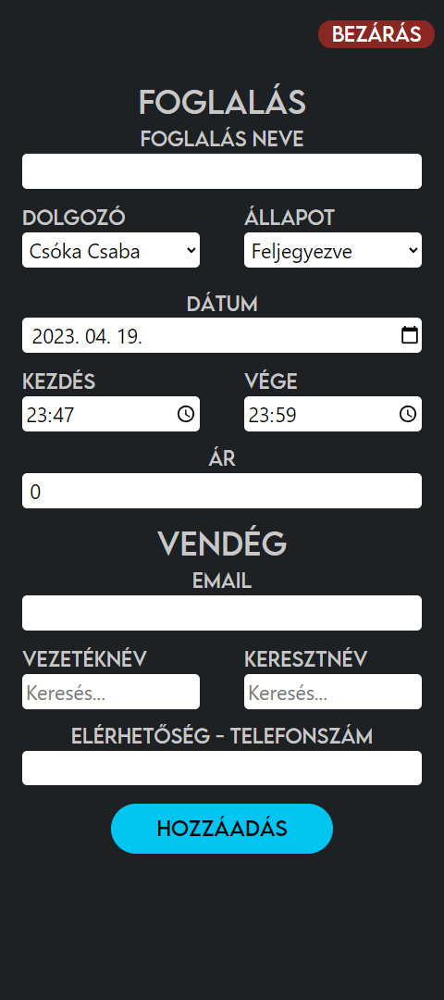 BEZÁRÁS
FOGLALÁS
FOGLALÁS NEVE
DOLGOZÓ ÁLLAPOT
Csóka Csaba Feljegyezve
DÁTUM
2023. 04. 19.
KEZDÉS VÉGE
23:47 23:59
ÁR
0
VENDÉG
EMAIL
VEZETÉKNÉV KERESZTNÉV
Keresés... Keresés...
ELÉRHETŐSÉG - TELEFONSZÁM
HOZZÁADÁS